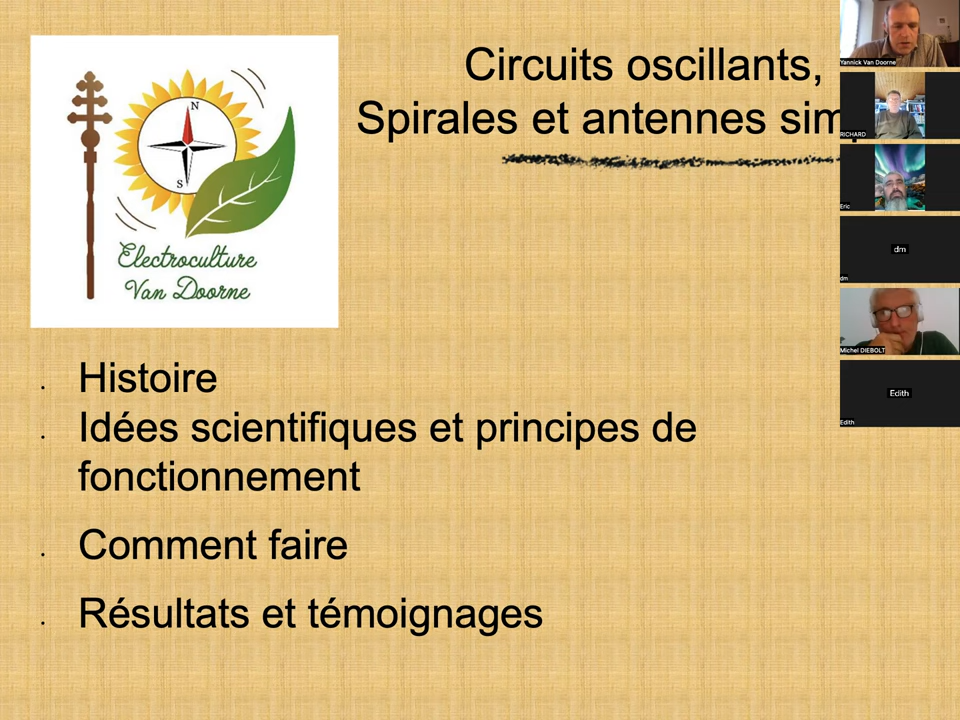 Circuits oscillants,
Spirales et antennes sim
N
S
Electroculture
Van Doorne
Histoire
Idées scientifiques et principes de
fonctionnement
Comment faire
Résultats et témoignages
Yannick Van Doorne
RICHARD
Eric
dm
dm
Michel DIEBOLT
Edith
Edith